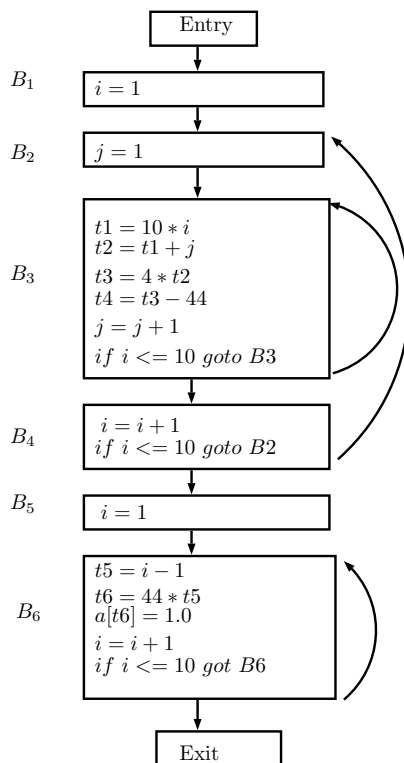 Entry
B1
i = 1
B2
j = 1
B3
t1 = 10 * i
t2 = t1 + j
t3 = 4 * t2
t4 = t3 − 44
j = j + 1
if i <= 10 goto B3
B4
i = i + 1
if i <= 10 goto B2
B5
i = 1
B6
t5 = i − 1
t6 = 44 * t5
a[t6] = 1.0
i = i + 1
if i <= 10 got B6
Exit